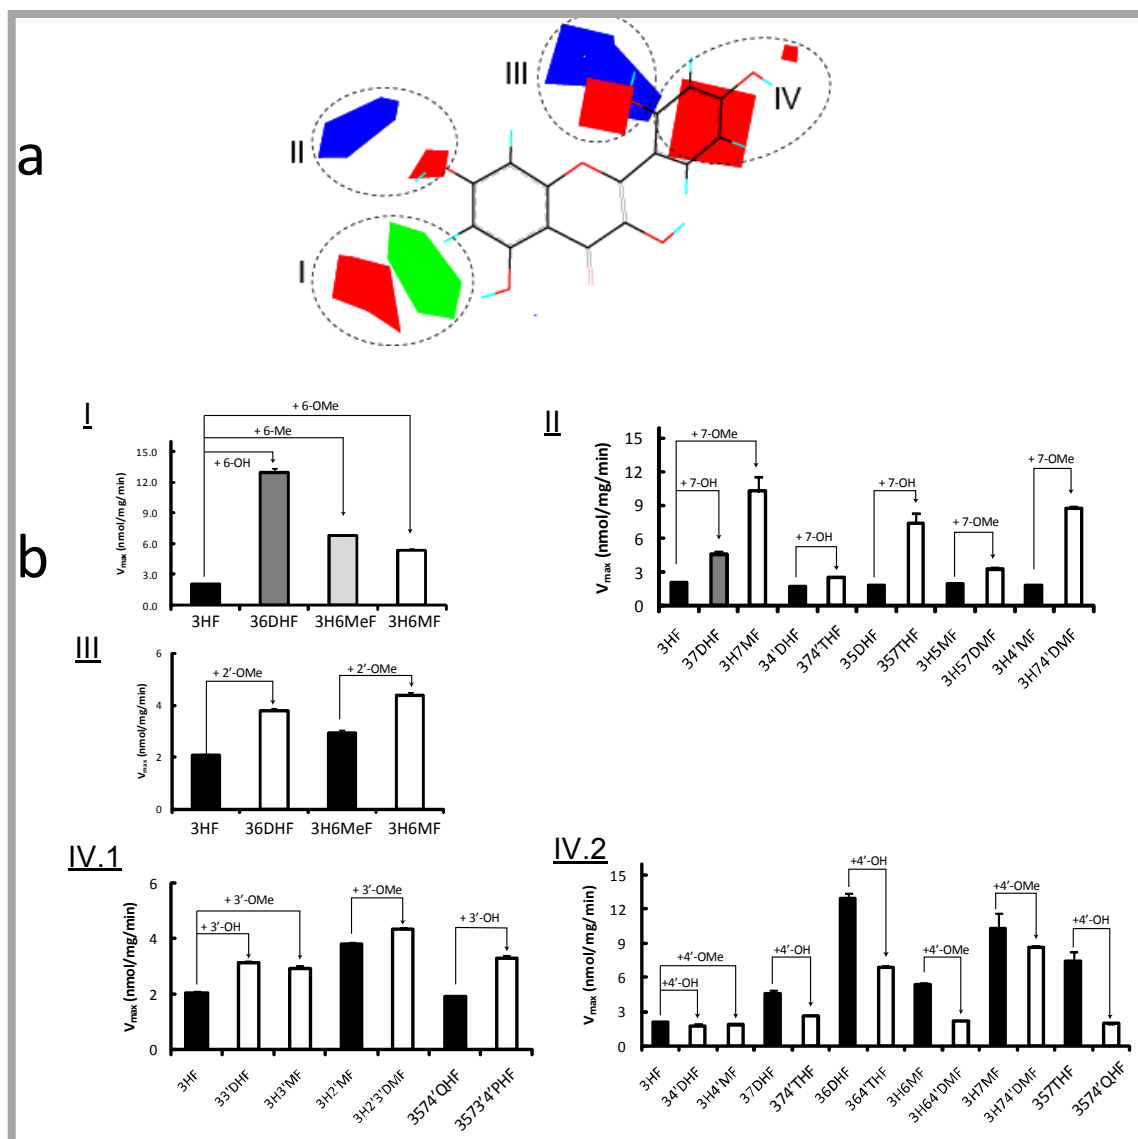 a
I
II
III
IV
b
I
+ 6-OMe
+ 6-Me
+ 6-OH
Vmax (nmol/mg/min)
15.0
12.0
9.0
6.0
3.0
0.0
3HF 36DHF 3H6MeF 3H6MF
II
+ 7-OMe
+ 7-OH
+ 7-OH
+ 7-OH
+ 7-OMe
+ 7-OMe
Vmax (nmol/mg/min)
15
12
9
6
3
0
3HF 37DHF 3H7MF 34'DHF 374'THF 35DHF 357THF 3H5MF 3H57DMF 3H4'MF 3H74'DMF
III
+ 2'-OMe
+ 2'-OMe
Vmax (nmol/mg/min)
6
4
2
0
3HF 36DHF 3H6MeF 3H6MF
IV.1
+ 3'-OMe
+ 3'-OH
+ 3'-OMe
+ 3'-OH
Vmax (nmol/mg/min)
6
4
2
0
3HF 33'DHF 3H3'MF 3H2'MF 3H2'3'DMF 3574'QHF 3573'4'PHF
IV.2
+4'-OMe
+4'-OH
+4'-OH
+4'-OH
+4'-OMe
+4'-OMe
+4'-OH
Vmax (nmol/mg/min)
15
12
9
6
3
0
3HF 34'DHF 3H4'MF 37DHF 374'THF 36DHF 364'THF 3H6MF 3H64'DMF 3H7MF 3H74'DMF 357THF 3574'QHF